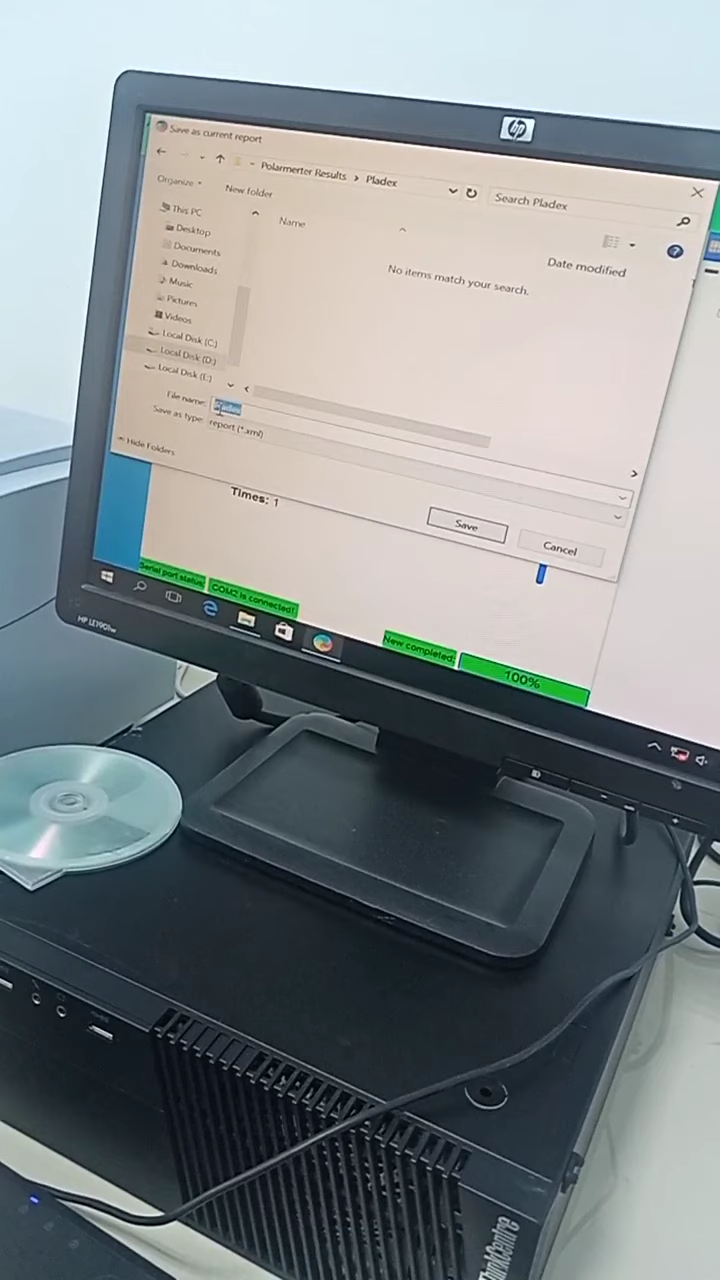 hp
Save as current report
Polarmerter Results > Pladex
Search Pladex
Organize
New folder
Name
Date modified
No items match your search.
This PC
Desktop
Documents
Downloads
Music
Pictures
Videos
Local Disk (C:)
Local Disk (D:)
Local Disk (E:)
File name: Pladex
Save as type: report (*.xml)
Hide Folders
Save
Cancel
Times: 1
Serial port status:
COM2 is connected!
New completed:
100%
HP LE1901w
ThinkCentre